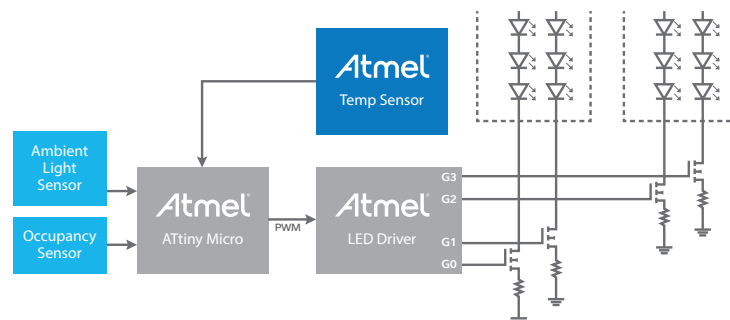 Atmel®
Temp Sensor
Ambient
Light
Sensor
Occupancy
Sensor
Atmel®
ATtiny Micro
PWM
Atmel®
LED Driver
G3
G2
G1
G0